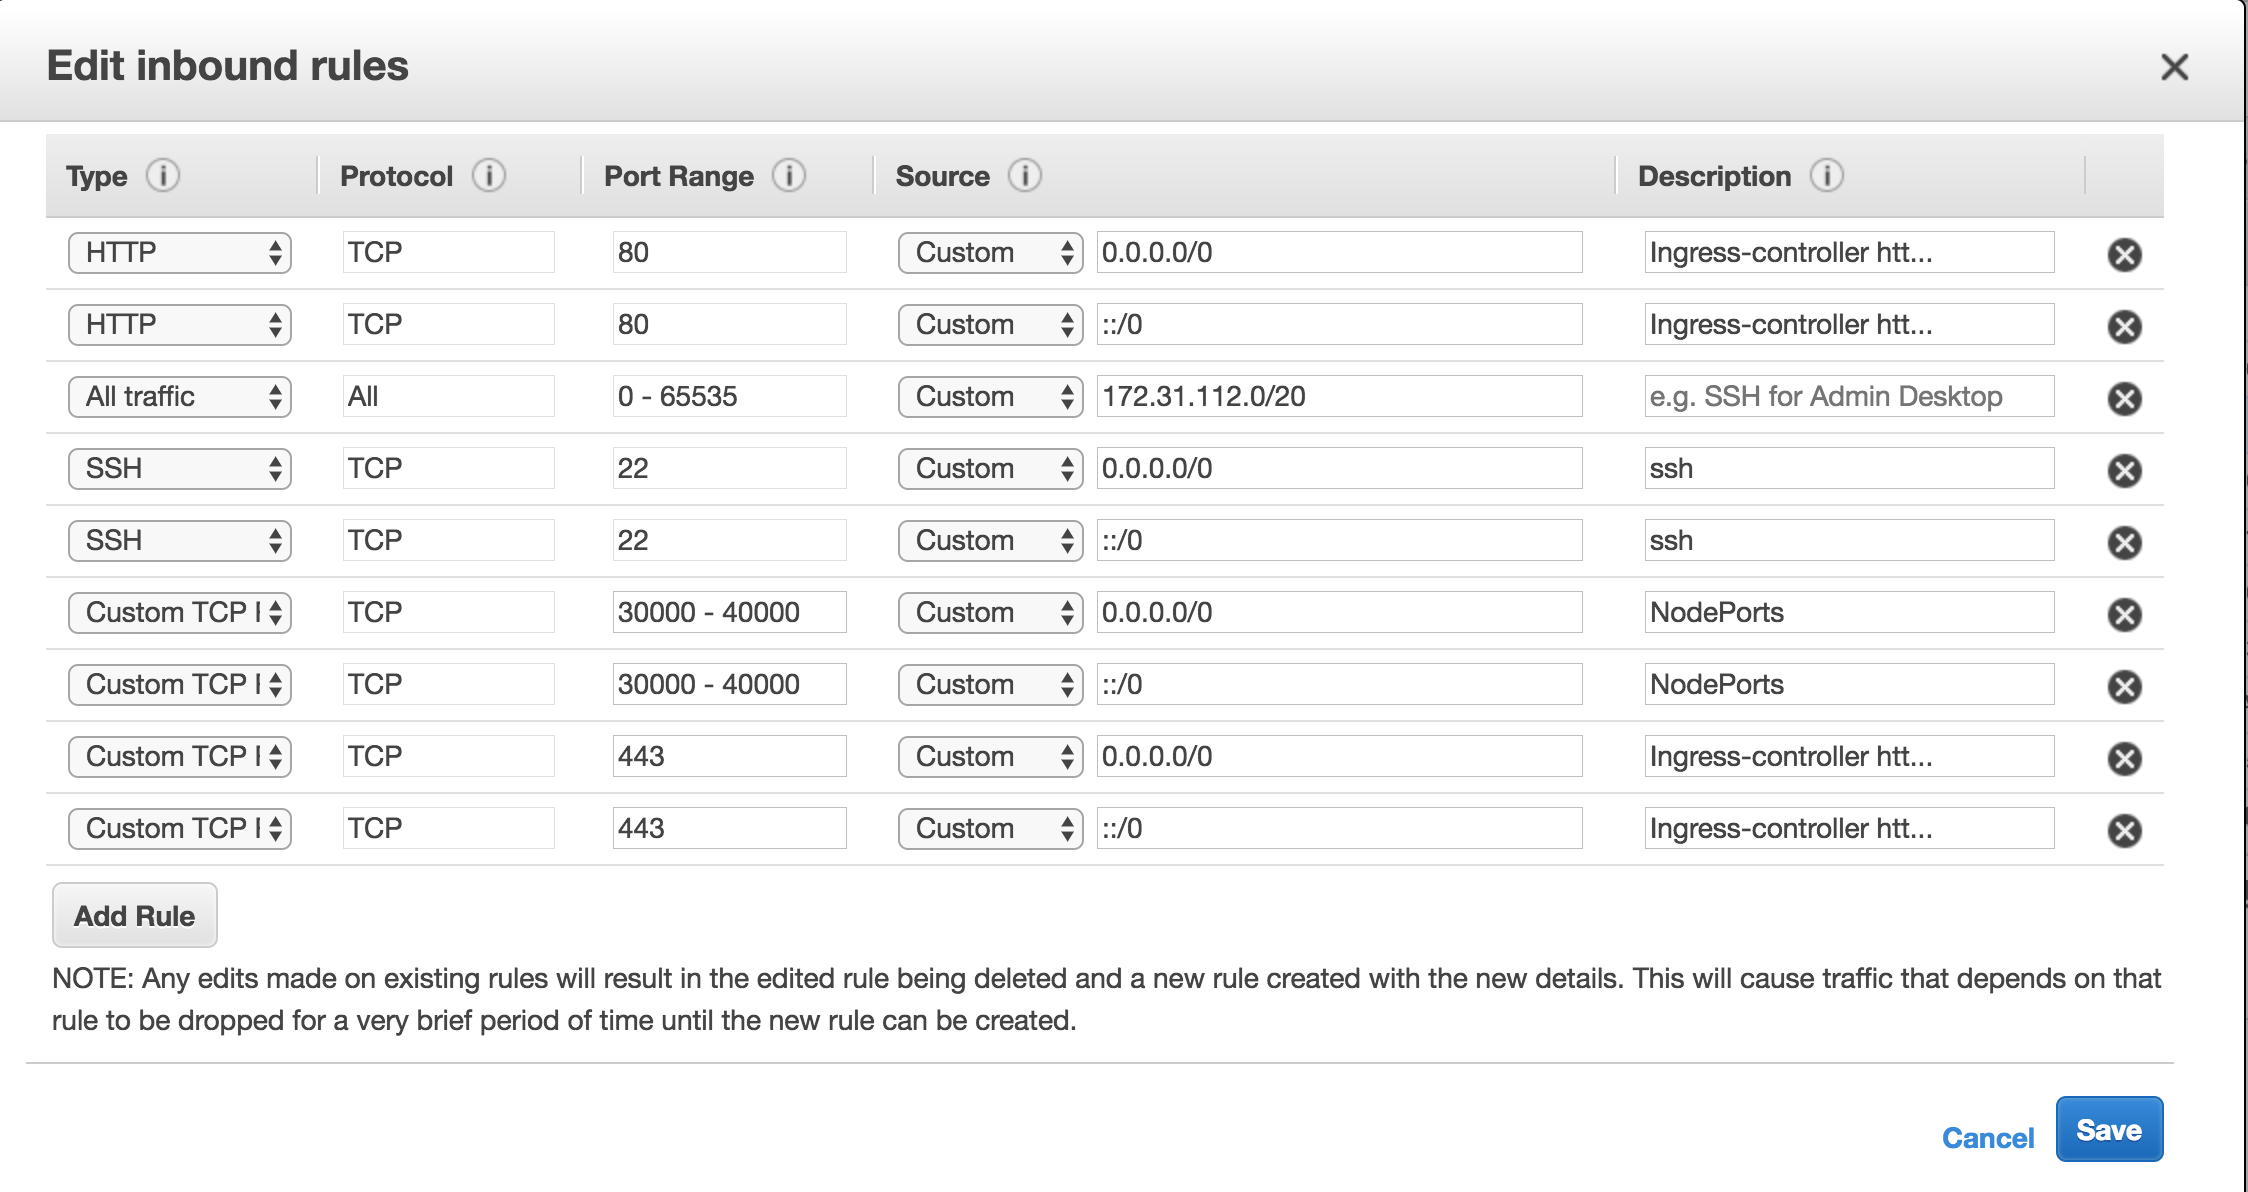 Edit inbound rules
Type Protocol Port Range Source Description
HTTP TCP 80 Custom 0.0.0.0/0 Ingress-controller htt...
HTTP TCP 80 Custom ::/0 Ingress-controller htt...
All traffic All 0 - 65535 Custom 172.31.112.0/20 e.g. SSH for Admin Desktop
SSH TCP 22 Custom 0.0.0.0/0 ssh
SSH TCP 22 Custom ::/0 ssh
Custom TCP TCP 30000 - 40000 Custom 0.0.0.0/0 NodePorts
Custom TCP TCP 30000 - 40000 Custom ::/0 NodePorts
Custom TCP TCP 443 Custom 0.0.0.0/0 Ingress-controller htt...
Custom TCP TCP 443 Custom ::/0 Ingress-controller htt...
Add Rule
NOTE: Any edits made on existing rules will result in the edited rule being deleted and a new rule created with the new details. This will cause traffic that depends on that
rule to be dropped for a very brief period of time until the new rule can be created.
Cancel Save